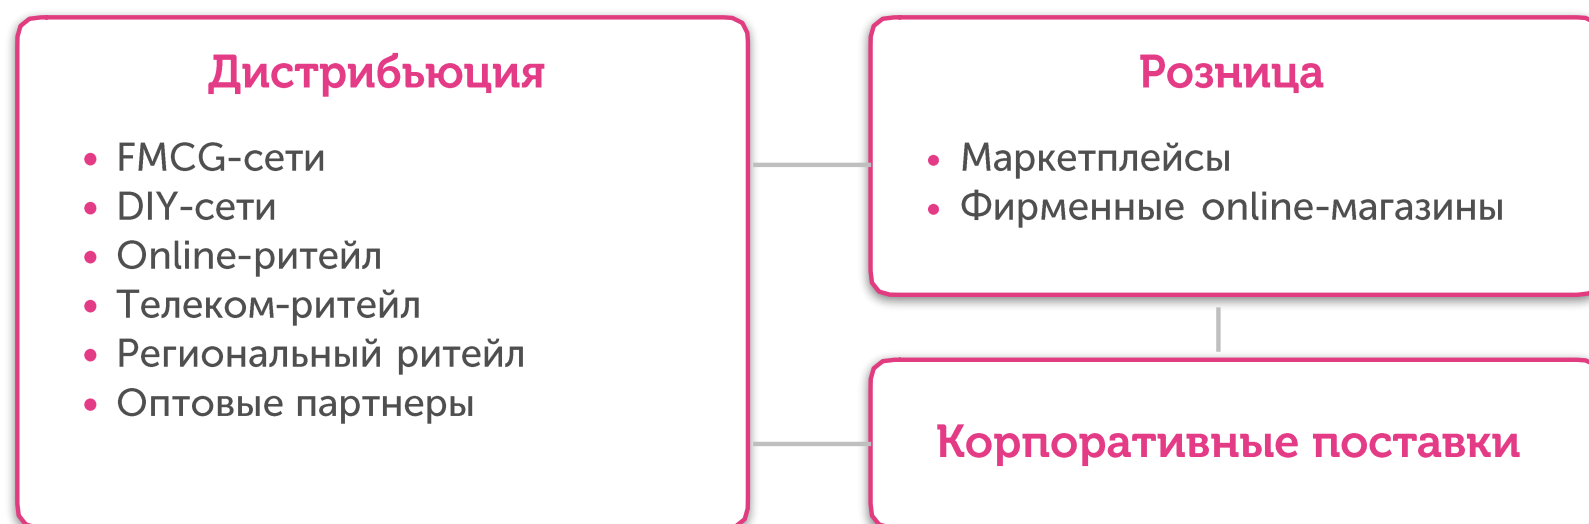 Дистрибьюция
FMCG-сети
DIY-сети
Online-ритейл
Телеком-ритейл
Региональный ритейл
Оптовые партнеры
Розница
Маркетплейсы
Фирменные online-магазины
Корпоративные поставки